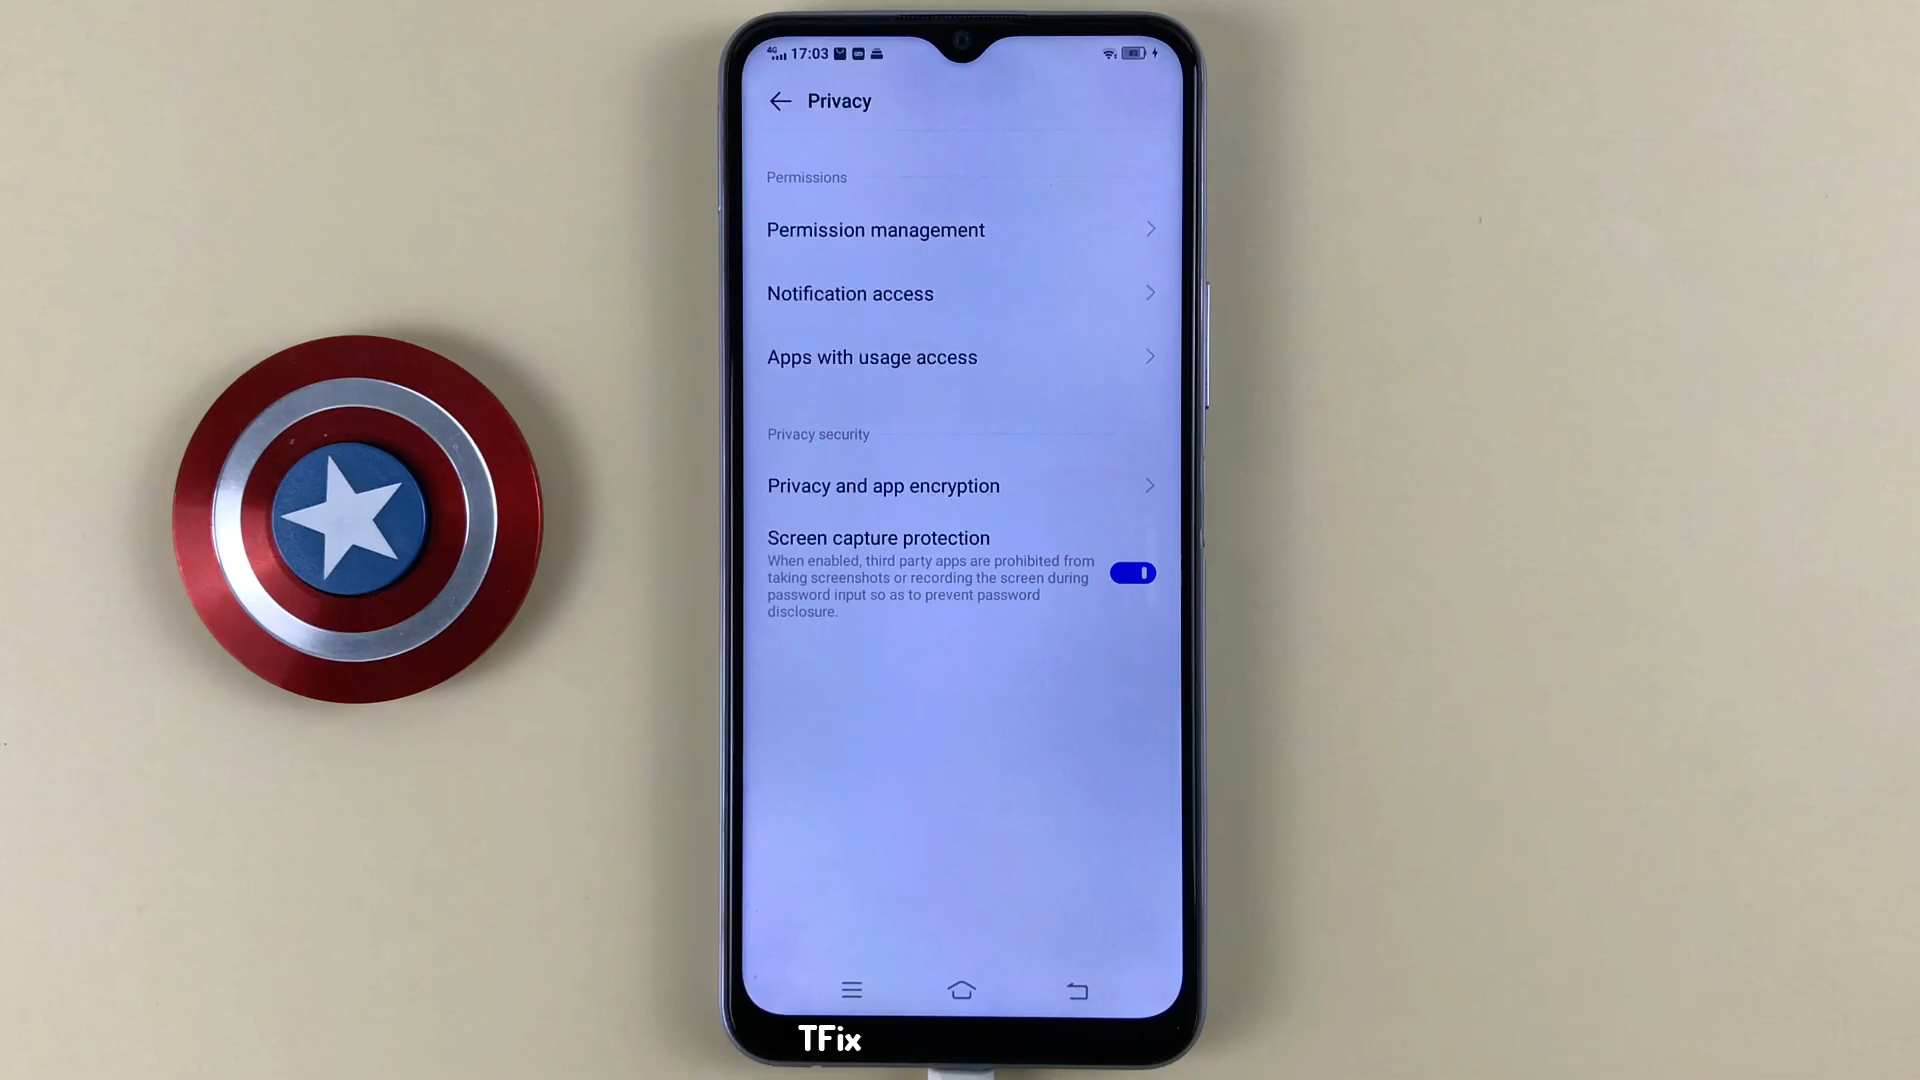 4G 17:03
Privacy
Permissions
Permission management
Notification access
Apps with usage access
Privacy security
Privacy and app encryption
Screen capture protection
When enabled, third party apps are prohibited from
taking screenshots or recording the screen during
password input so as to prevent password
disclosure.
TFix